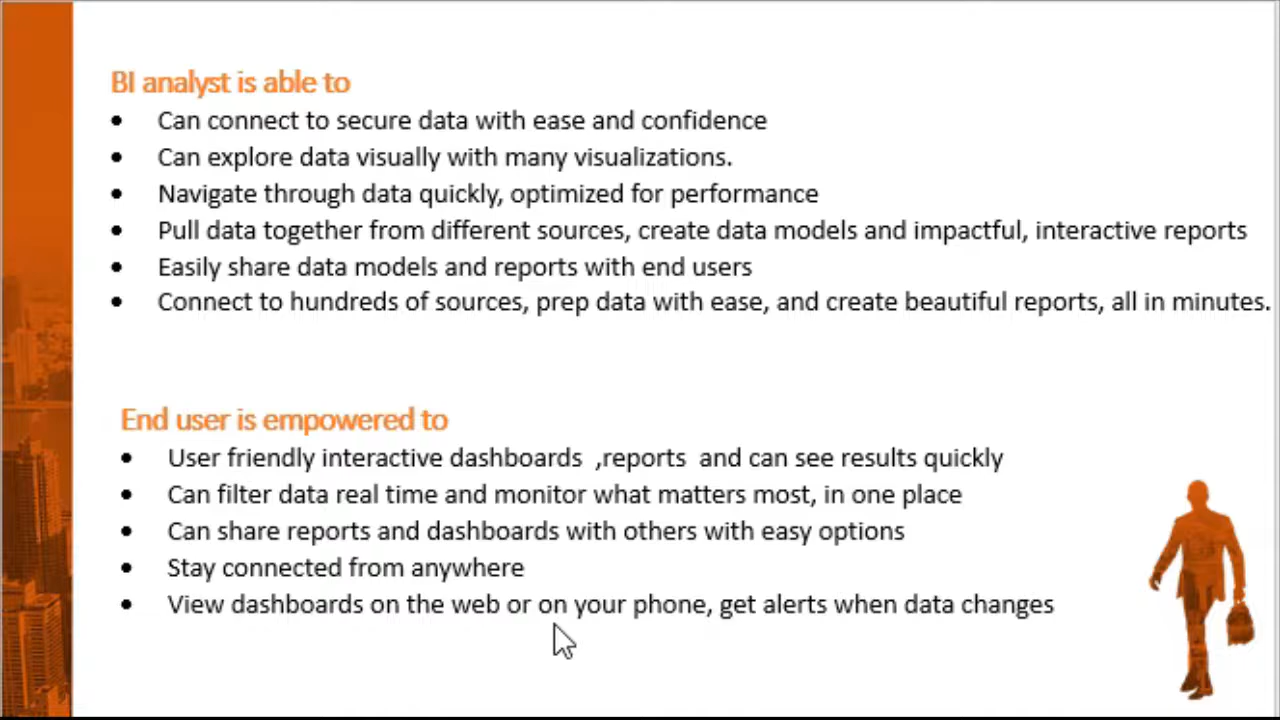 BI analyst is able to
• Can connect to secure data with ease and confidence
• Can explore data visually with many visualizations.
• Navigate through data quickly, optimized for performance
• Pull data together from different sources, create data models and impactful, interactive reports
• Easily share data models and reports with end users
• Connect to hundreds of sources, prep data with ease, and create beautiful reports, all in minutes.
End user is empowered to
• User friendly interactive dashboards ,reports and can see results quickly
• Can filter data real time and monitor what matters most, in one place
• Can share reports and dashboards with others with easy options
• Stay connected from anywhere
• View dashboards on the web or on your phone, get alerts when data changes